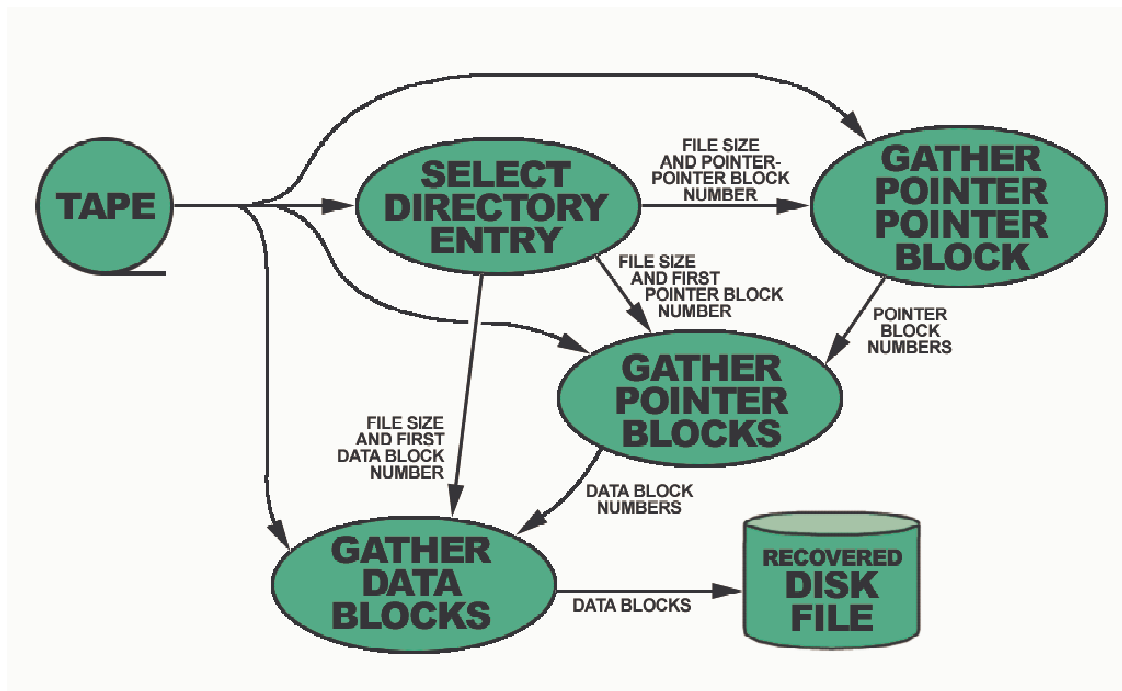 TAPE
SELECT
DIRECTORY
ENTRY
FILE SIZE
AND POINTER-
POINTER BLOCK
NUMBER
GATHER
POINTER
POINTER
BLOCK
FILE SIZE
AND FIRST
POINTER BLOCK
NUMBER
POINTER
BLOCK
NUMBERS
GATHER
POINTER
BLOCKS
FILE SIZE
AND FIRST
DATA BLOCK
NUMBER
DATA BLOCK
NUMBERS
GATHER
DATA
BLOCKS
DATA BLOCKS
RECOVERED
DISK
FILE